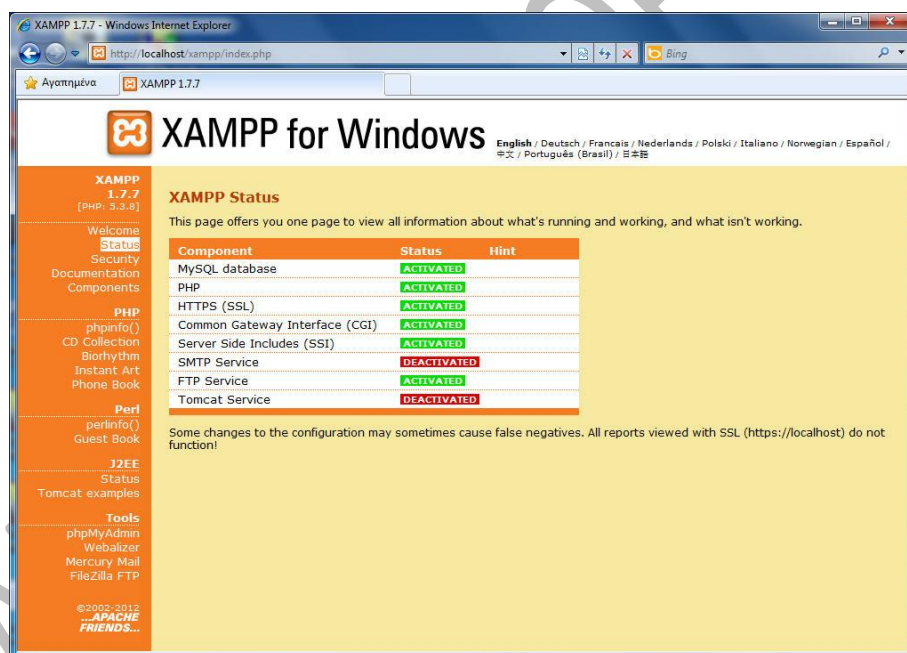 XAMPP 1.7.7 - Windows Internet Explorer
http://localhost/xampp/index.php
Bing
Αγαπημένα
XAMPP 1.7.7
XAMPP for Windows
English / Deutsch / Francais / Nederlands / Polski / Italiano / Norwegian / Español /
中文 / Português (Brasil) / 日本語
XAMPP
1.7.7
[PHP: 5.3.8]
Welcome
Status
Security
Documentation
Components
PHP
phpinfo()
CD Collection
Biorhythm
Instant Art
Phone Book
Perl
perlinfo()
Guest Book
J2EE
Status
Tomcat examples
Tools
phpMyAdmin
Webalizer
Mercury Mail
FileZilla FTP
©2002-2012
...APACHE
FRIENDS...
XAMPP Status
This page offers you one page to view all information about what's running and working, and what isn't working.
Component Status Hint
MySQL database ACTIVATED
PHP ACTIVATED
HTTPS (SSL) ACTIVATED
Common Gateway Interface (CGI) ACTIVATED
Server Side Includes (SSI) ACTIVATED
SMTP Service DEACTIVATED
FTP Service ACTIVATED
Tomcat Service DEACTIVATED
Some changes to the configuration may sometimes cause false negatives. All reports viewed with SSL (https://localhost) do not
function!